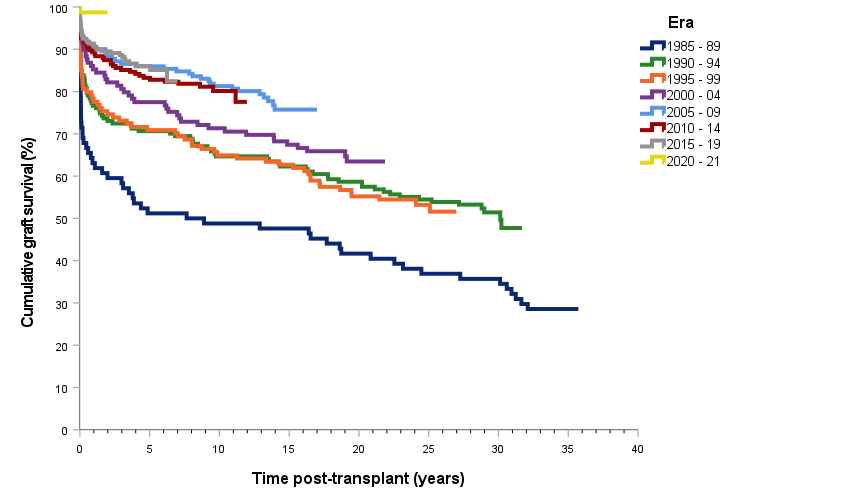 Era
1985 - 89
1990 - 94
1995 - 99
2000 - 04
2005 - 09
2010 - 14
2015 - 19
2020 - 21
Cumulative graft survival (%)
100
90
80
70
60
50
40
30
20
10
0
0 5 10 15 20 25 30 35 40
Time post-transplant (years)